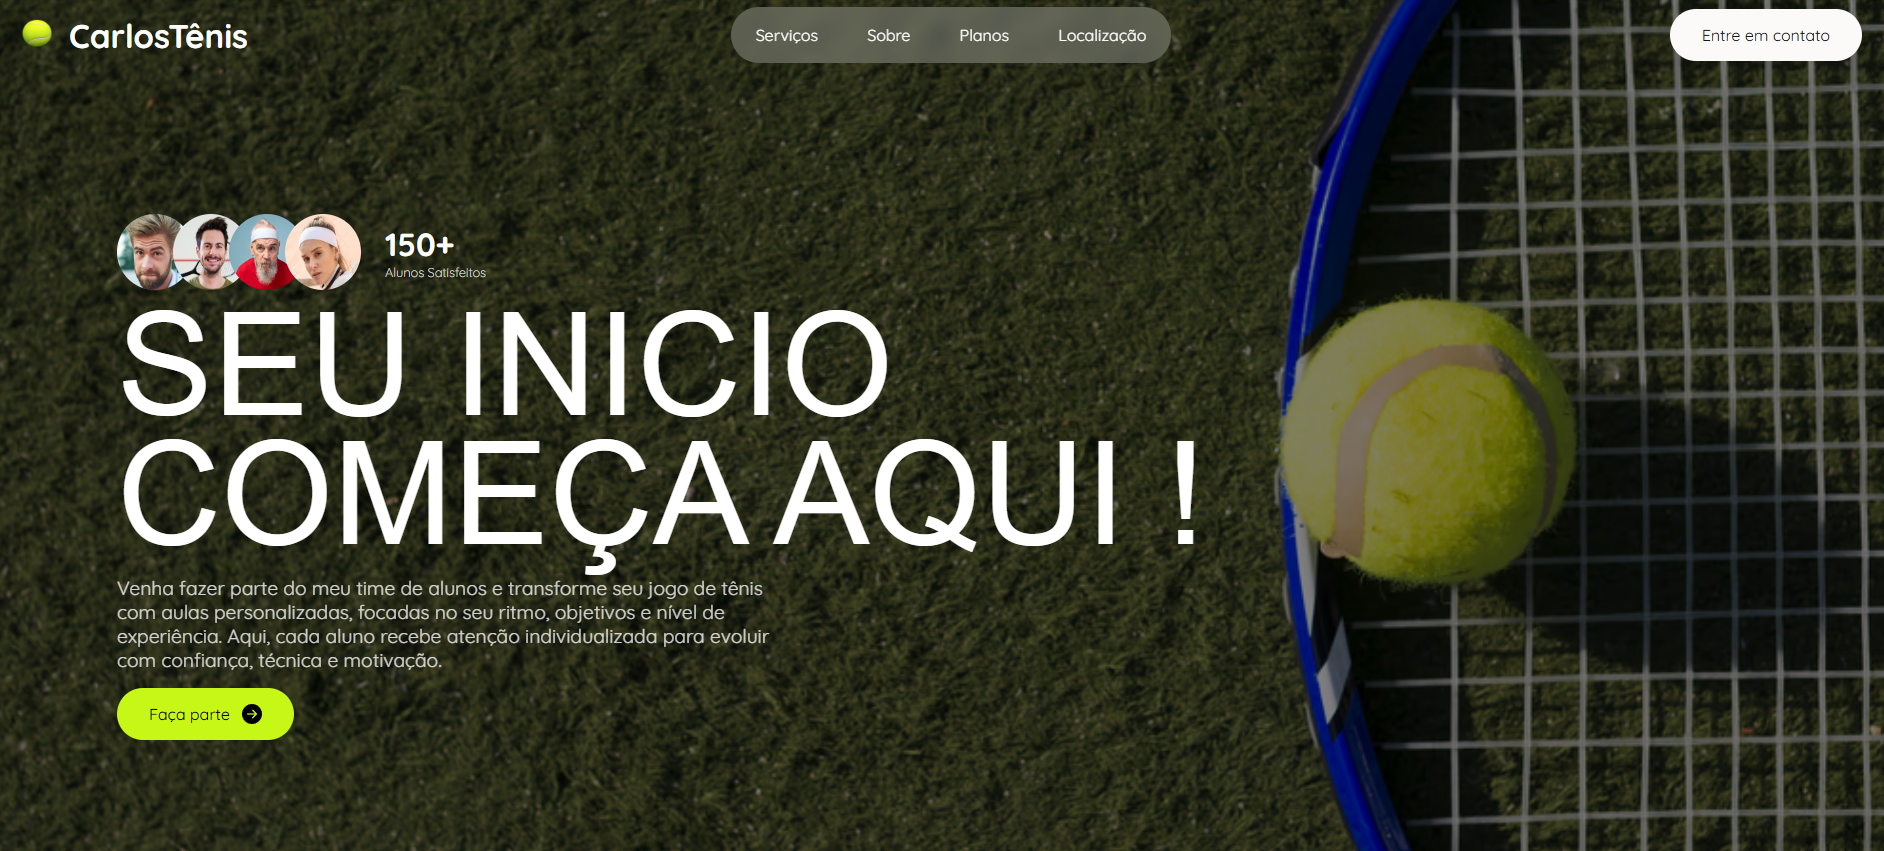 CarlosTênis
Serviços Sobre Planos Localização
Entre em contato
150+
Alunos Satisfeitos
SEU INICIO
COMEÇA AQUI !
Venha fazer parte do meu time de alunos e transforme seu jogo de tênis
com aulas personalizadas, focadas no seu ritmo, objetivos e nível de
experiência. Aqui, cada aluno recebe atenção individualizada para evoluir
com confiança, técnica e motivação.
Faça parte